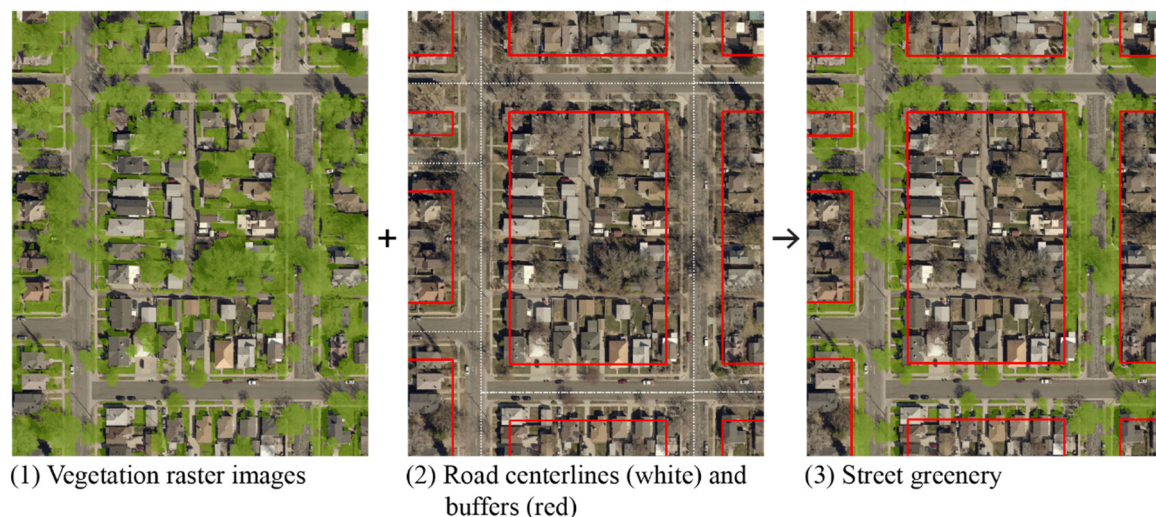 (1) Vegetation raster images
(2) Road centerlines (white) and
buffers (red)
(3) Street greenery